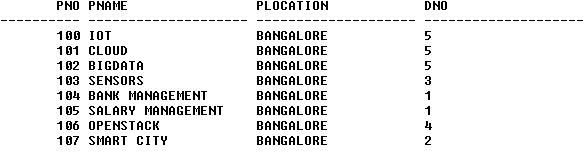 PNO PNAME PLOCATION DNO
---------- -------------------- -------------------- --------------------
100 IOT BANGALORE 5
101 CLOUD BANGALORE 5
102 BIGDATA BANGALORE 5
103 SENSORS BANGALORE 3
104 BANK MANAGEMENT BANGALORE 1
105 SALARY MANAGEMENT BANGALORE 1
106 OPENSTACK BANGALORE 4
107 SMART CITY BANGALORE 2